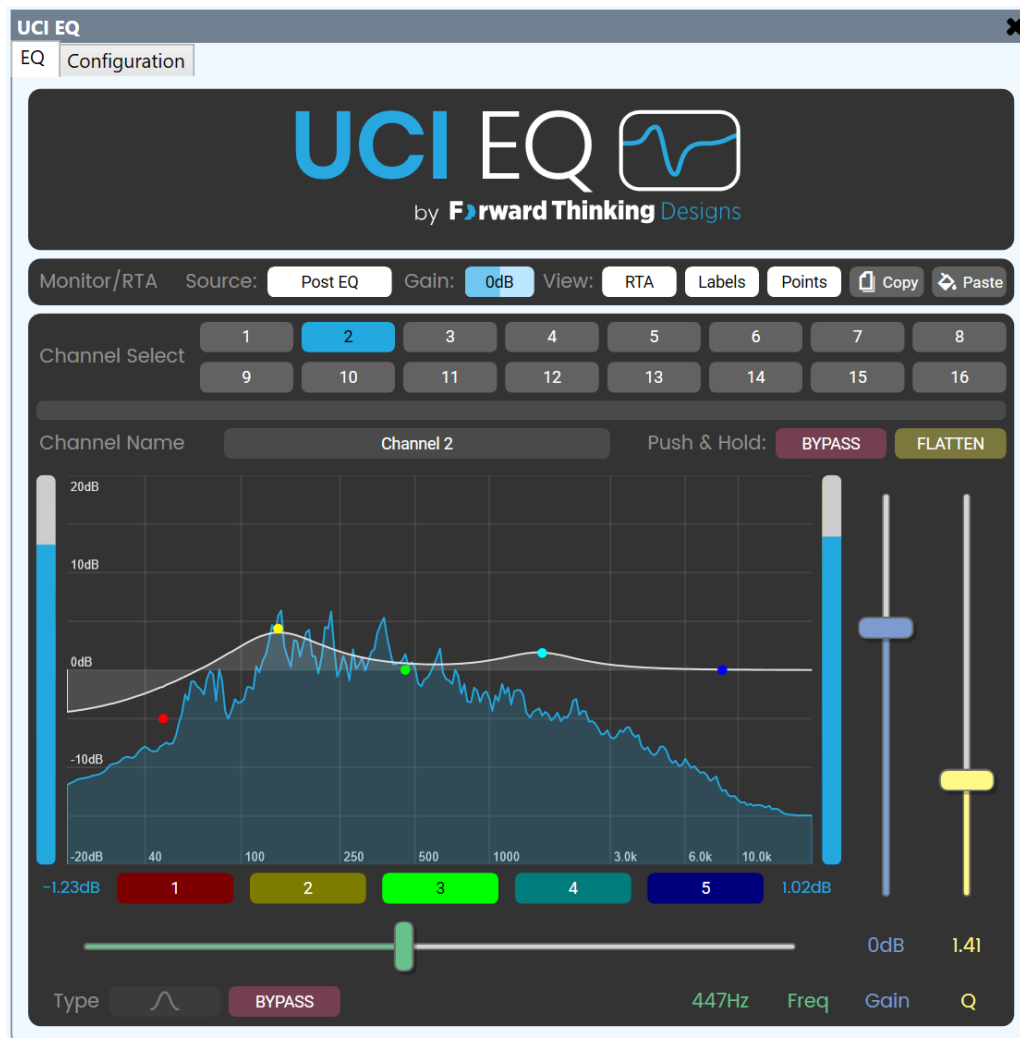 UCI EQ
EQ Configuration
UCI EQ
by Forward Thinking Designs
Monitor/RTA Source: Post EQ Gain: 0dB View: RTA Labels Points Copy Paste
Channel Select
1 2 3 4 5 6 7 8
9 10 11 12 13 14 15 16
Channel Name Channel 2 Push & Hold: BYPASS FLATTEN
20dB
10dB
0dB
-10dB
-20dB 40 100 250 500 1000 3.0k 6.0k 10.0k
-1.23dB 1 2 3 4 5 1.02dB
0dB 1.41
Type BYPASS 447Hz Freq Gain Q